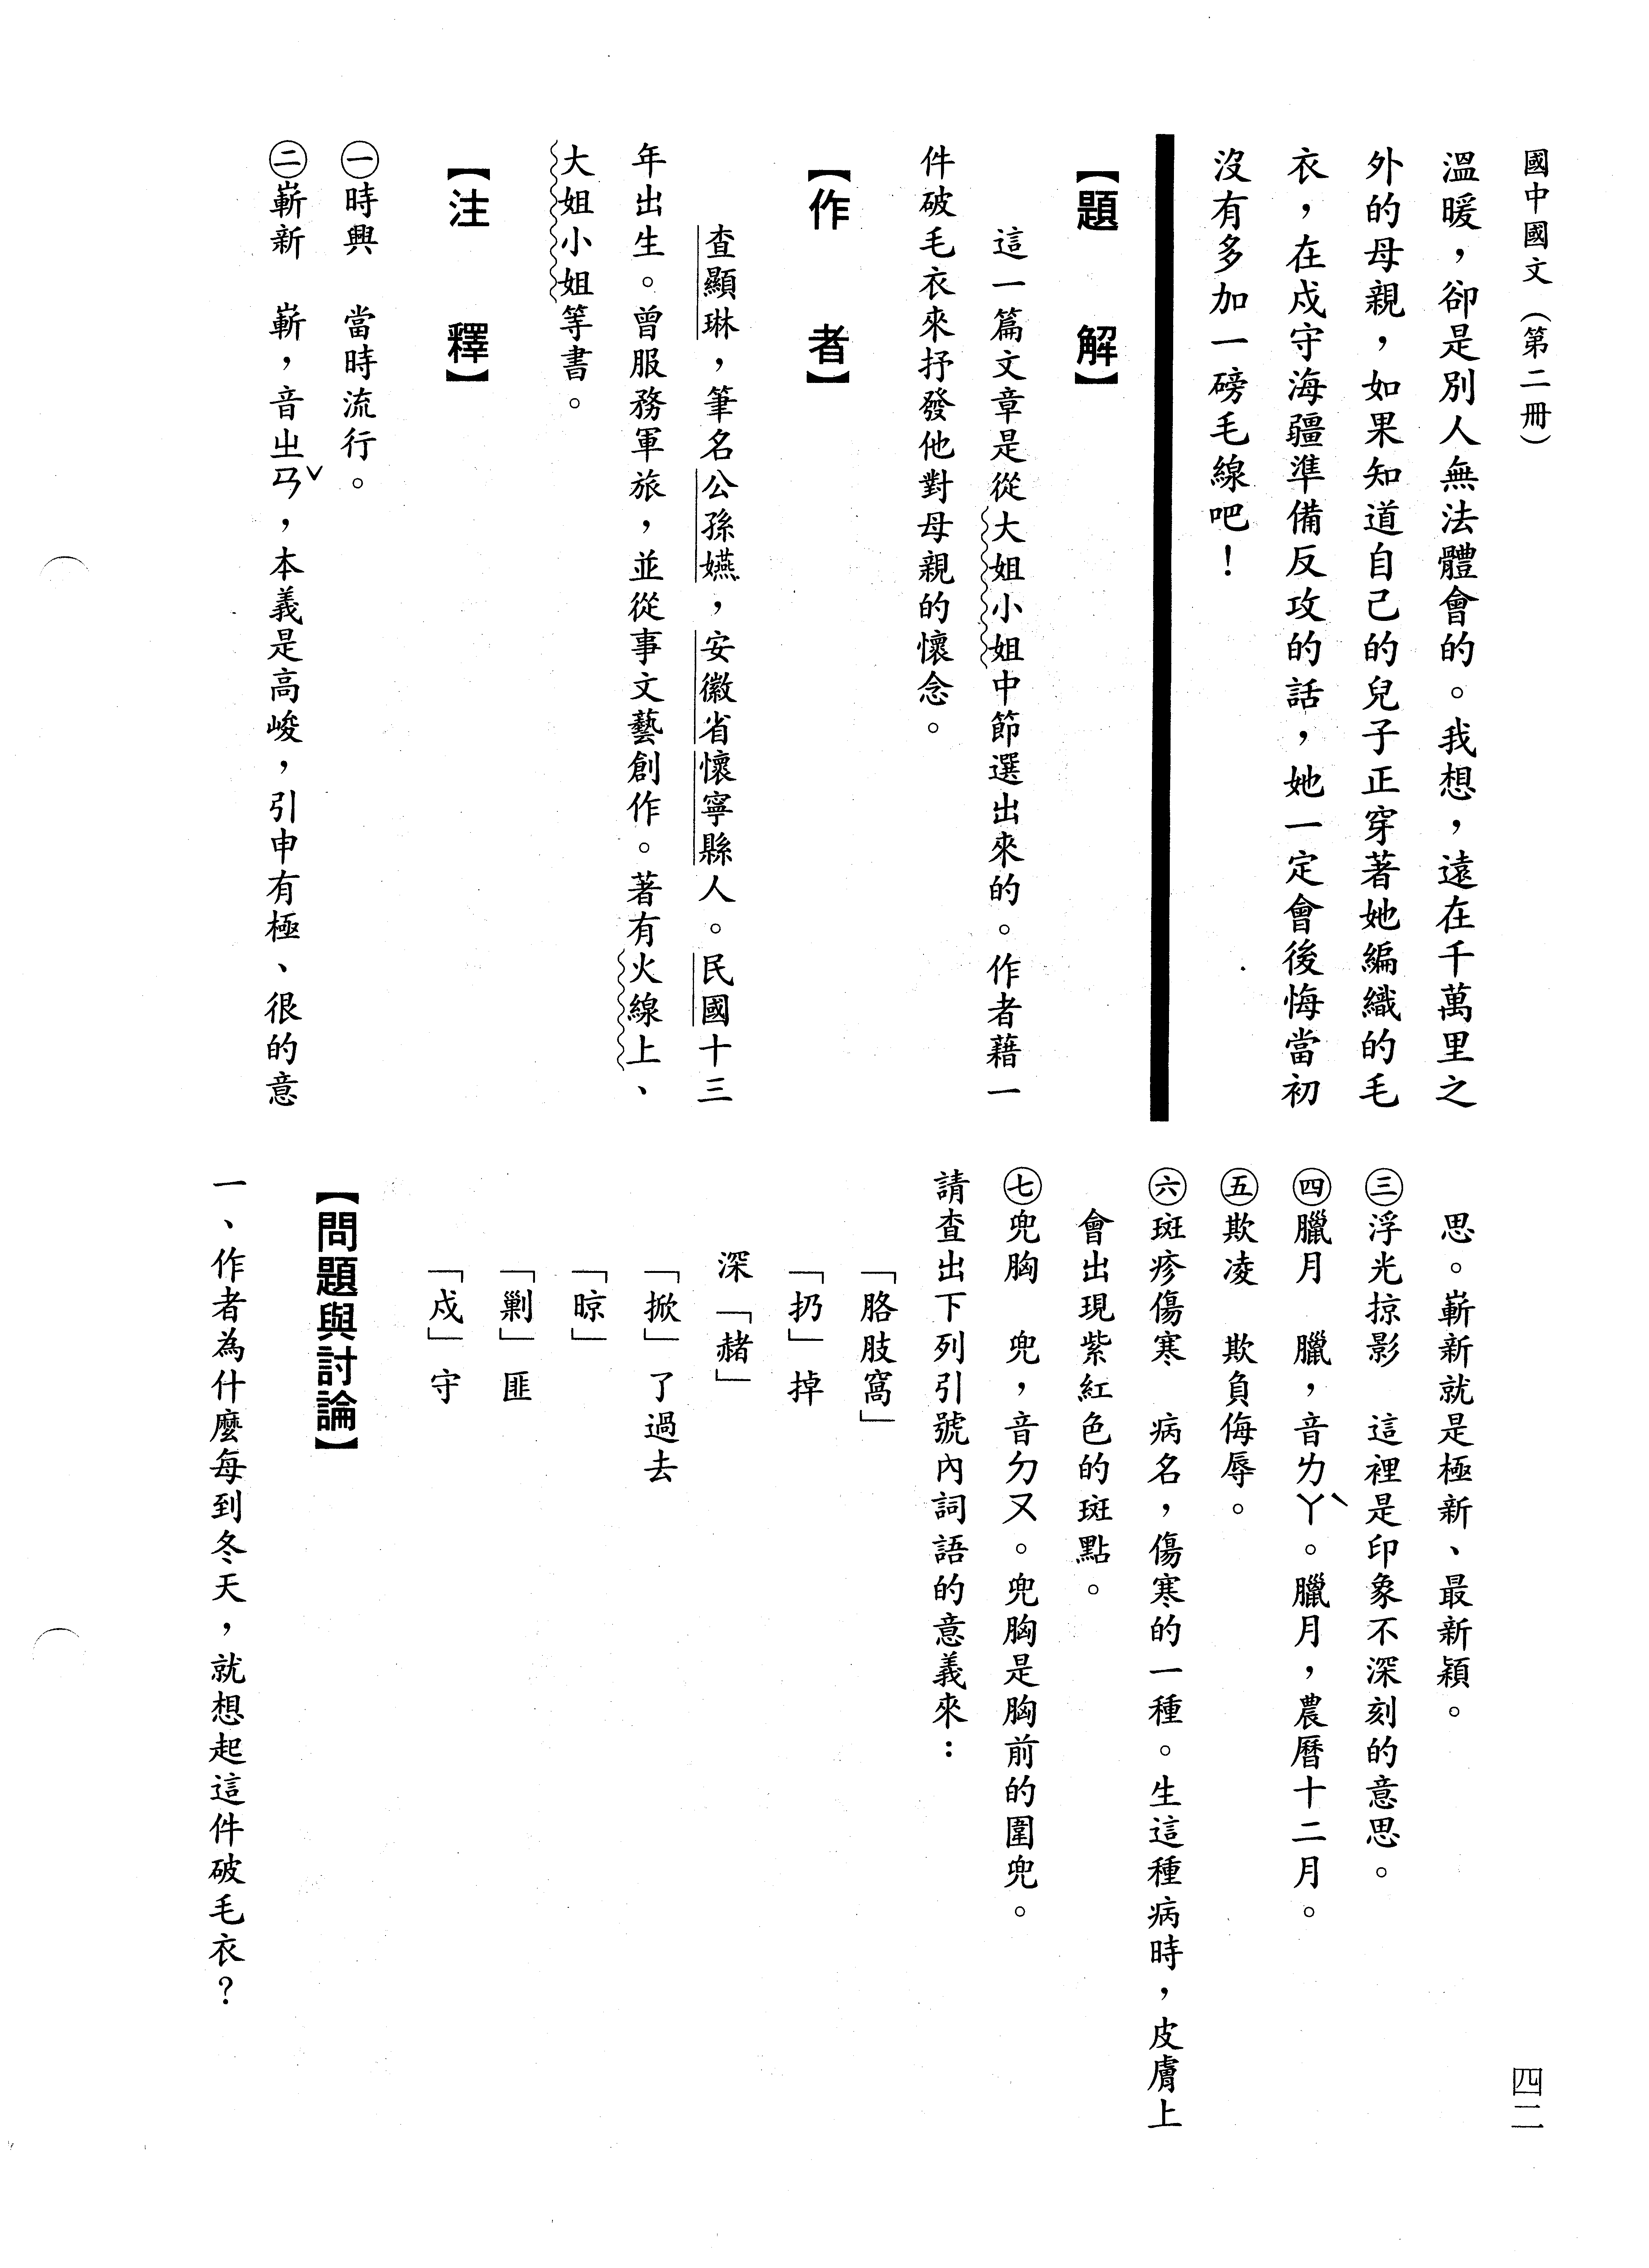 國中國文（第二冊）
溫暖，卻是別人無法體會的。我想，遠在千萬里之
外的母親，如果知道自己的兒子正穿著她編織的毛
衣，在戍守海疆準備反攻的話，她一定會後悔當初
沒有多加一磅毛線吧！
【題　解】
這一篇文章是從大姐小姐中節選出來的。作者藉一
件破毛衣來抒發他對母親的懷念。
【作　者】
查顯琳，筆名公孫嬿，安徽省懷寧縣人。民國十三
年出生。曾服務軍旅，並從事文藝創作。著有火線上、
大姐小姐等書。
【注　釋】
㊀時興　當時流行。
㊁嶄新　嶄，音ㄓㄢˇ，本義是高峻，引申有極、很的意
思。嶄新就是極新、最新穎。
㊂浮光掠影　這裡是印象不深刻的意思。
㊃臘月　臘，音ㄌㄚˋ。臘月，農曆十二月。
㊄欺凌　欺負侮辱。
㊅斑疹傷寒　病名，傷寒的一種。生這種病時，皮膚上
會出現紫紅色的斑點。
㊆兜胸　兜，音ㄉㄡ。兜胸是胸前的圍兜。
請查出下列引號內詞語的意義來：
「胳肢窩」
「扔」掉
深「赭」
「掀」了過去
「晾」
「剿」匪
「戍」守
【問題與討論】
一、作者為什麼每到冬天，就想起這件破毛衣？
四二